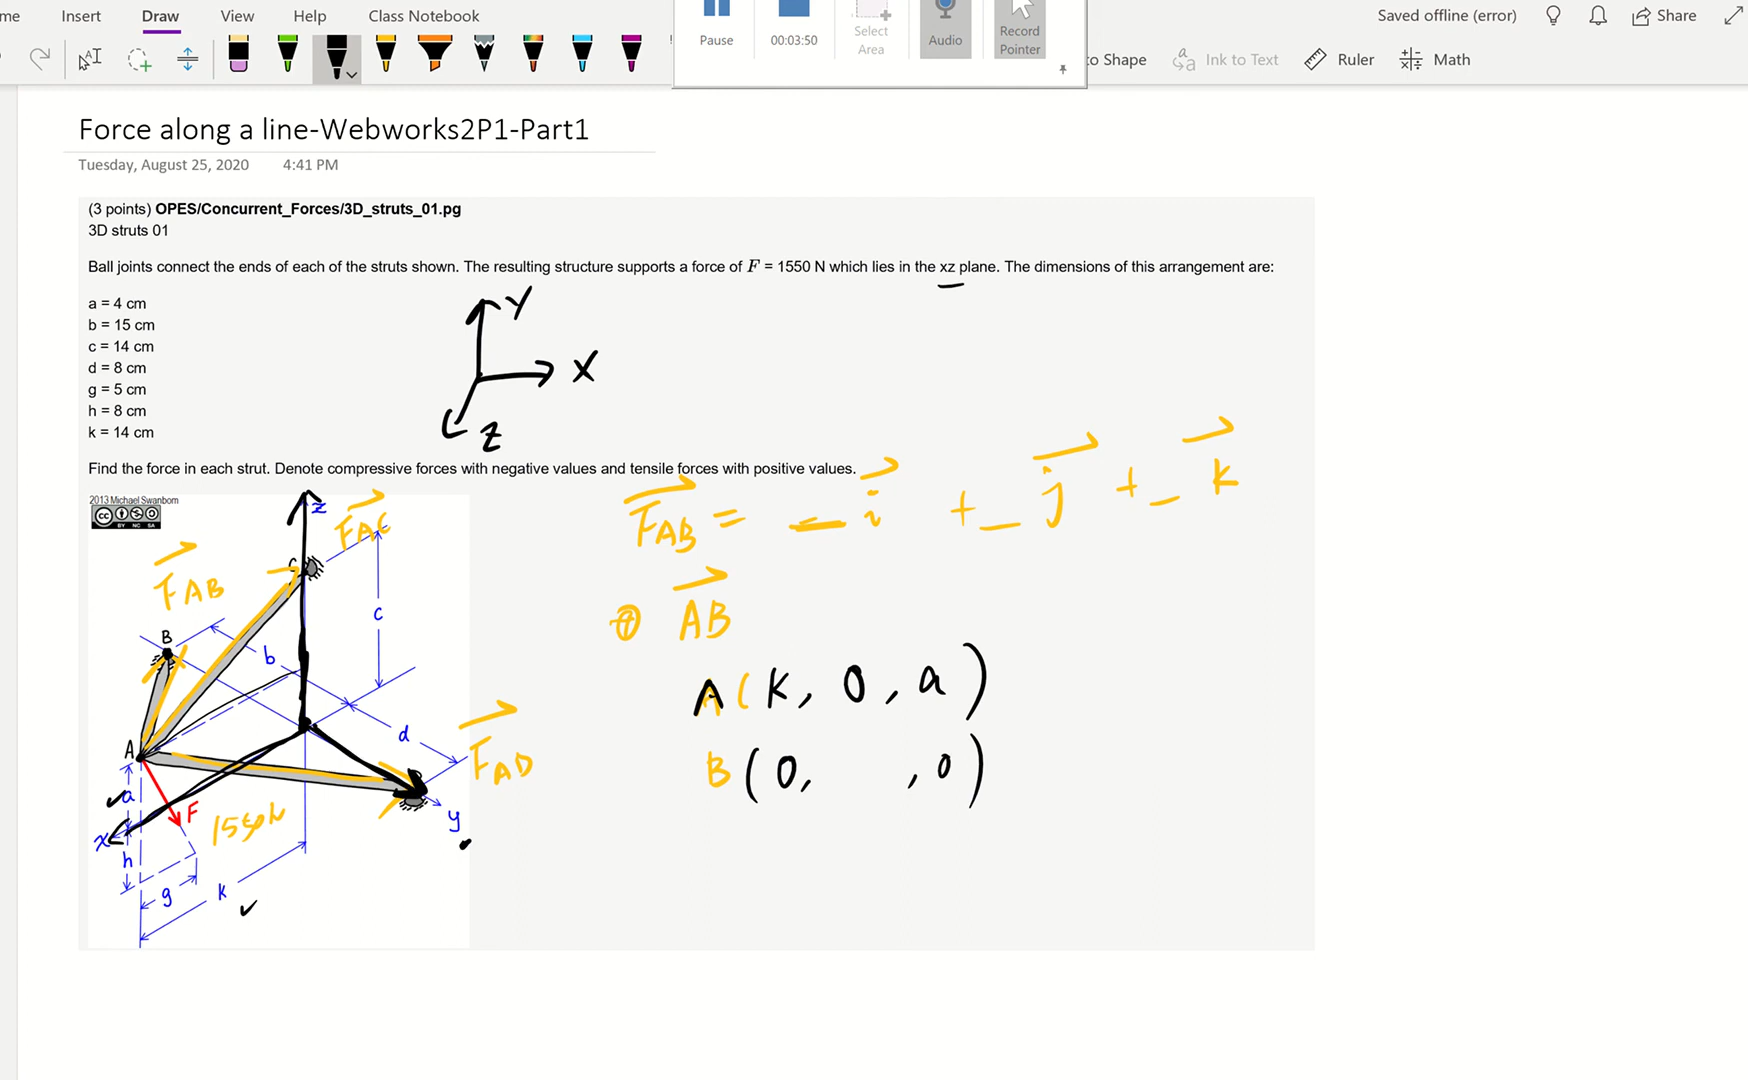 me Insert Draw View Help Class Notebook
Pause 00:03:50 Select Area Audio Record Pointer
Saved offline (error) Share
to Shape Ink to Text Ruler Math
Force along a line-Webworks2P1-Part1
Tuesday, August 25, 2020 4:41 PM
(3 points) OPES/Concurrent_Forces/3D_struts_01.pg
3D struts 01
Ball joints connect the ends of each of the struts shown. The resulting structure supports a force of F = 1550 N which lies in the xz plane. The dimensions of this arrangement are:
a = 4 cm
b = 15 cm
c = 14 cm
d = 8 cm
g = 5 cm
h = 8 cm
k = 14 cm
Y
X
Z
Find the force in each strut. Denote compressive forces with negative values and tensile forces with positive values.
2013 Michael Swanbom
CC BY NC SA
z
FAC
C
FAB
c
B
b
A
d
FAD
a
F
1550N
x
y
h
g
k
FAB = _ i + _ j + _ k
AB
A(k, 0, a)
B(0, , 0)